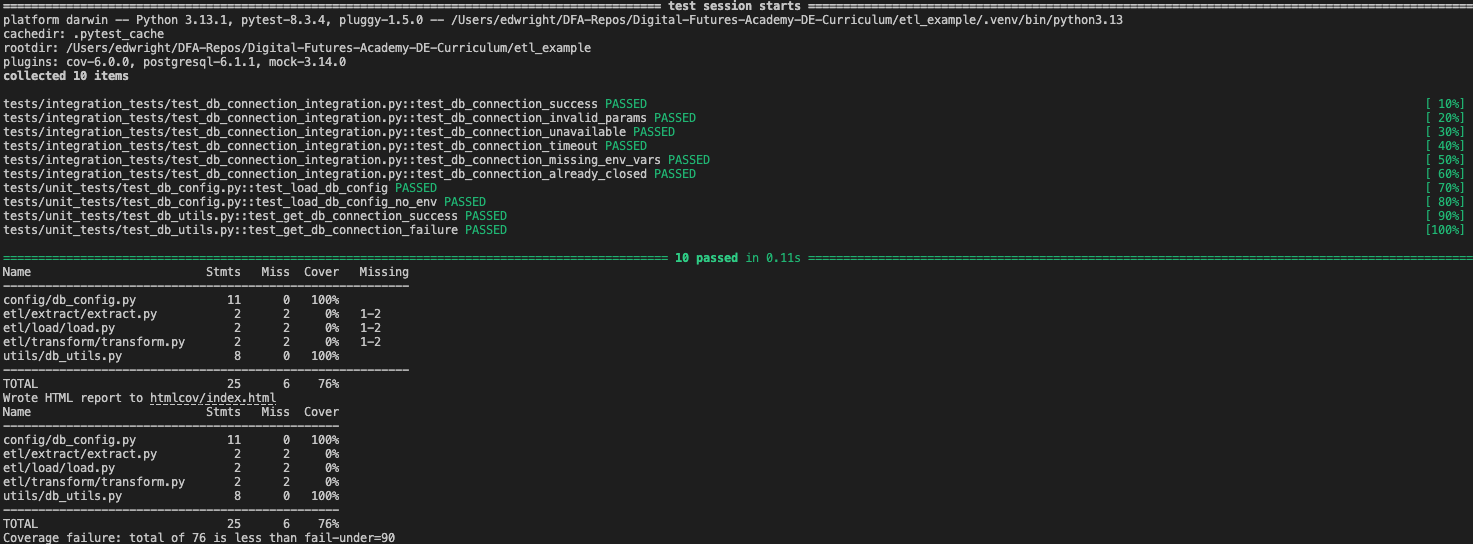 test session starts
platform darwin -- Python 3.13.1, pytest-8.3.4, pluggy-1.5.0 -- /Users/edwright/DFA-Repos/Digital-Futures-Academy-DE-Curriculum/etl_example/.venv/bin/python3.13
cachedir: .pytest_cache
rootdir: /Users/edwright/DFA-Repos/Digital-Futures-Academy-DE-Curriculum/etl_example
plugins: cov-6.0.0, postgresql-6.1.1, mock-3.14.0
collected 10 items
tests/integration_tests/test_db_connection_integration.py::test_db_connection_success PASSED [ 10%]
tests/integration_tests/test_db_connection_integration.py::test_db_connection_invalid_params PASSED [ 20%]
tests/integration_tests/test_db_connection_integration.py::test_db_connection_unavailable PASSED [ 30%]
tests/integration_tests/test_db_connection_integration.py::test_db_connection_timeout PASSED [ 40%]
tests/integration_tests/test_db_connection_integration.py::test_db_connection_missing_env_vars PASSED [ 50%]
tests/integration_tests/test_db_connection_integration.py::test_db_connection_already_closed PASSED [ 60%]
tests/unit_tests/test_db_config.py::test_load_db_config PASSED [ 70%]
tests/unit_tests/test_db_config.py::test_load_db_config_no_env PASSED [ 80%]
tests/unit_tests/test_db_utils.py::test_get_db_connection_success PASSED [ 90%]
tests/unit_tests/test_db_utils.py::test_get_db_connection_failure PASSED [100%]
10 passed in 0.11s
Name Stmts Miss Cover Missing
config/db_config.py 11 0 100%
etl/extract/extract.py 2 2 0% 1-2
etl/load/load.py 2 2 0% 1-2
etl/transform/transform.py 2 2 0% 1-2
utils/db_utils.py 8 0 100%
TOTAL 25 6 76%
Wrote HTML report to htmlcov/index.html
Name Stmts Miss Cover
config/db_config.py 11 0 100%
etl/extract/extract.py 2 2 0%
etl/load/load.py 2 2 0%
etl/transform/transform.py 2 2 0%
utils/db_utils.py 8 0 100%
TOTAL 25 6 76%
Coverage failure: total of 76 is less than fail-under=90